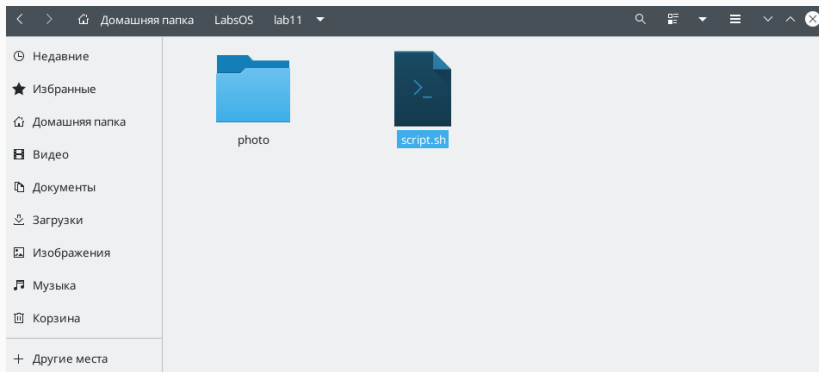 Домашняя папка LabsOS lab11
Недавние
Избранные
Домашняя папка
Видео
Документы
Загрузки
Изображения
Музыка
Корзина
Другие места
photo
script.sh